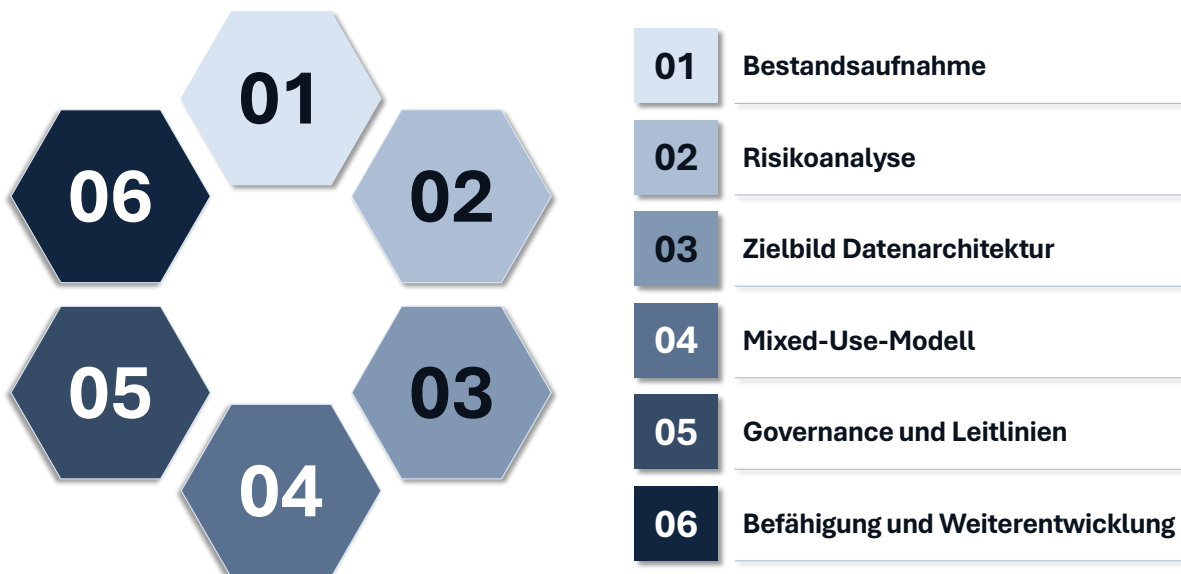 01
06
02
05
03
04
01 Bestandsaufnahme
02 Risikoanalyse
03 Zielbild Datenarchitektur
04 Mixed-Use-Modell
05 Governance und Leitlinien
06 Befähigung und Weiterentwicklung